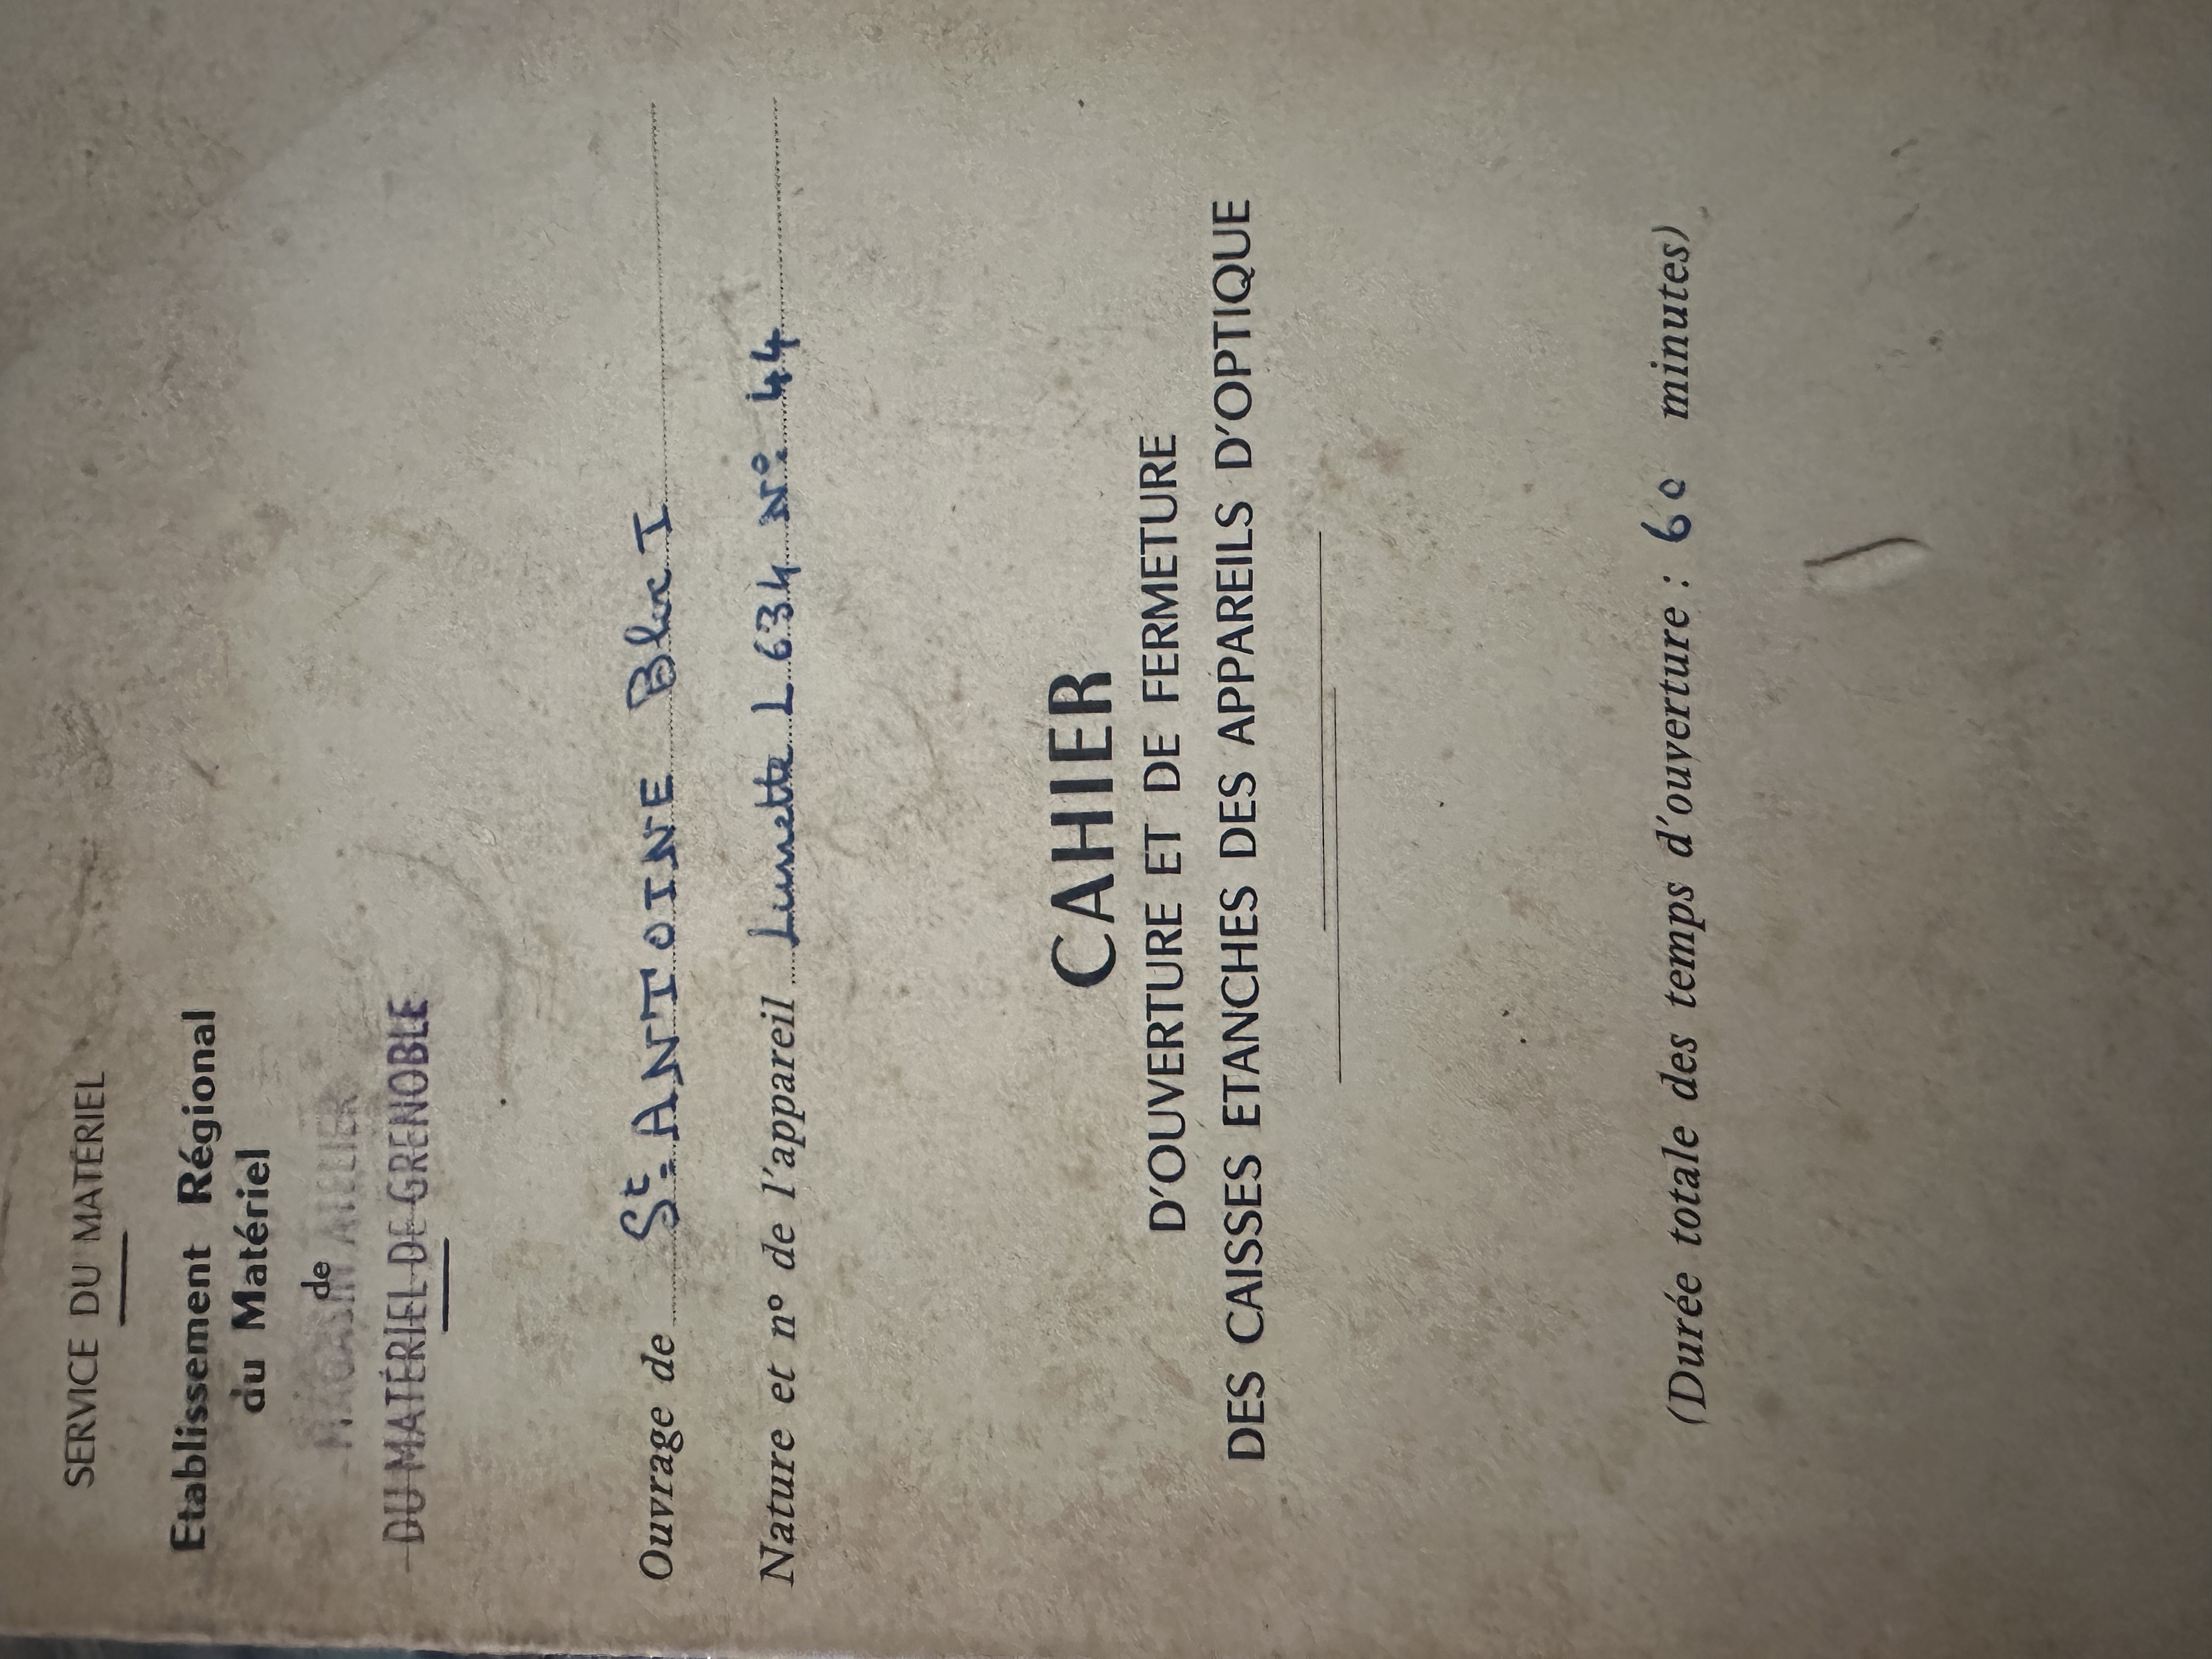 SERVICE DU MATÉRIEL
Etablissement Régional
du Matériel
de
MAGASIN ATELIER
DU MATÉRIEL DE GRENOBLE
Ouvrage de St. ANTOINE Bloc I
Nature et nº de l'appareil Lunette L 634 Nº. 44
CAHIER
D'OUVERTURE ET DE FERMETURE
DES CAISSES ETANCHES DES APPAREILS D'OPTIQUE
(Durée totale des temps d'ouverture : 60 minutes)